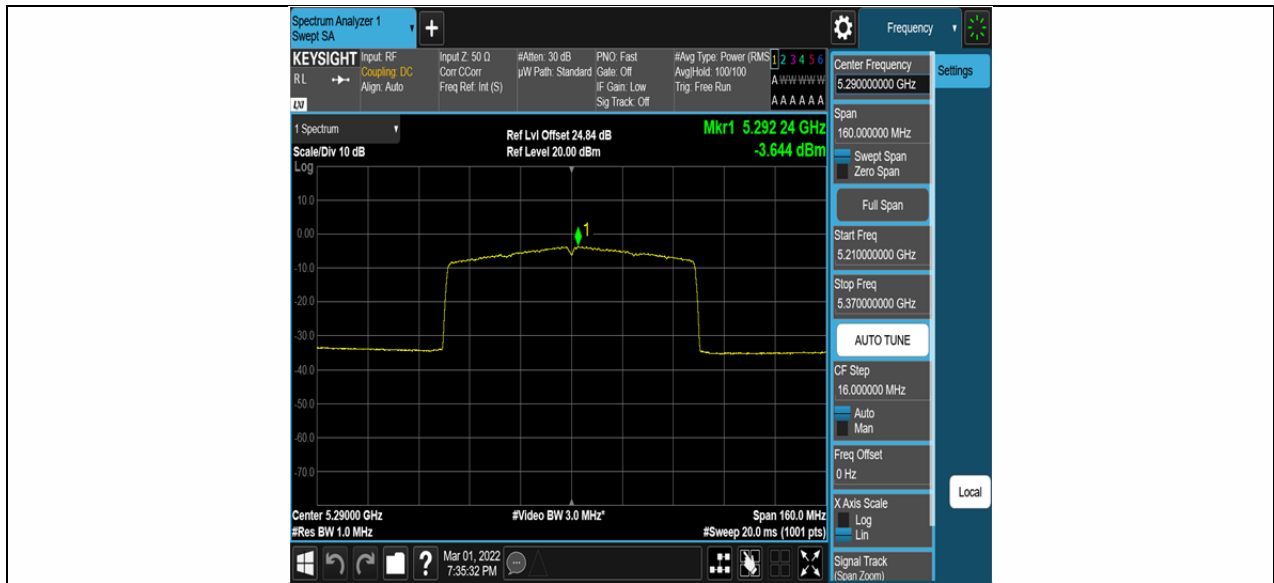 Spectrum Analyzer 1
Swept SA
+
Frequency
KEYSIGHT
RL
LXI
Input: RF
Coupling: DC
Align: Auto
Input Z: 50 Ω
Corr CCorr
Freq Ref: Int (S)
#Atten: 30 dB
µW Path: Standard
PNO: Fast
Gate: Off
IF Gain: Low
Sig Track: Off
#Avg Type: Power (RMS
Avg|Hold: 100/100
Trig: Free Run
1 2 3 4 5 6
A W W W W W
A A A A A A
1 Spectrum
Scale/Div 10 dB
Log
Ref Lvl Offset 24.84 dB
Ref Level 20.00 dBm
Mkr1 5.292 24 GHz
-3.644 dBm
10.0
0.00
-10.0
-20.0
-30.0
-40.0
-50.0
-60.0
-70.0
1
Center 5.29000 GHz
#Res BW 1.0 MHz
#Video BW 3.0 MHz*
Span 160.0 MHz
#Sweep 20.0 ms (1001 pts)
?
Mar 01, 2022
7:35:32 PM
Center Frequency
5.290000000 GHz
Span
160.000000 MHz
Swept Span
Zero Span
Full Span
Start Freq
5.210000000 GHz
Stop Freq
5.370000000 GHz
AUTO TUNE
CF Step
16.000000 MHz
Auto
Man
Freq Offset
0 Hz
X Axis Scale
Log
Lin
Signal Track
(Span Zoom)
Settings
Local